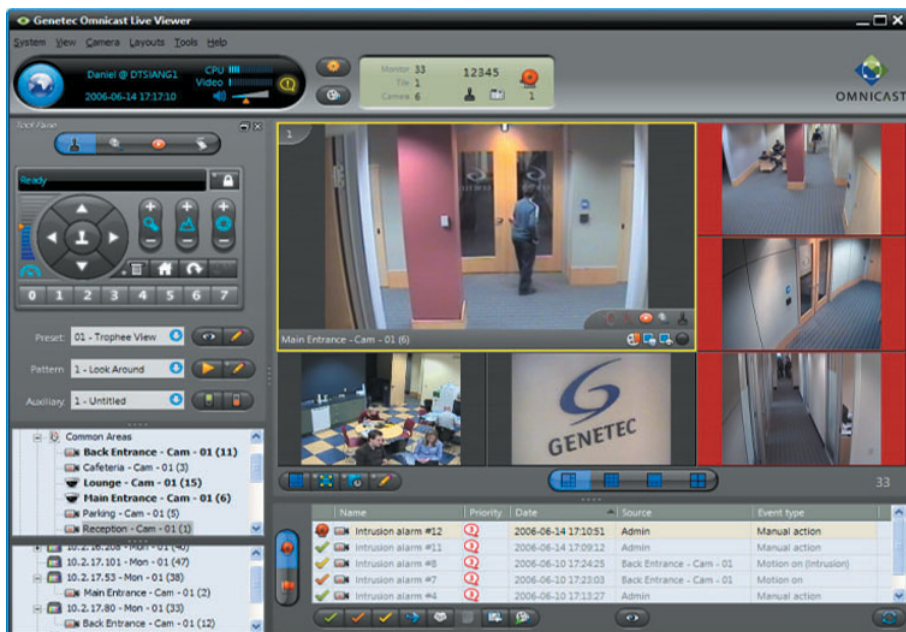 Genetec Omnicast Live Viewer
System View Camera Layouts Tools Help
Daniel @ DTSIANG1
CPU
Video
2006-06-14 17:17:10
Monitor 33
Tile 1
Camera 6
12345
1
OMNICAST
Tool Pane
Ready
0 1 2 3 4 5 6 7
Preset: 01 - Trophee View
Pattern: 1 - Look Around
Auxiliary: 1 - Untitled
Common Areas
Back Entrance - Cam - 01 (11)
Cafeteria - Cam - 01 (3)
Lounge - Cam - 01 (15)
Main Entrance - Cam - 01 (6)
Parking - Cam - 01 (5)
Reception - Cam - 01 (1)
10.2.16.208 - Mon - 01 (40)
10.2.17.101 - Mon - 01 (47)
10.2.17.53 - Mon - 01 (38)
Main Entrance - Cam - 01 (2)
10.2.17.80 - Mon - 01 (33)
Back Entrance - Cam - 01 (12)
1
Main Entrance - Cam - 01 (6)
GENETEC
33
Name Priority Date Source Event type
Intrusion alarm #12 2006-06-14 17:10:51 Admin Manual action
Intrusion alarm #11 2006-06-14 17:09:12 Admin Manual action
Intrusion alarm #8 2006-06-10 17:24:25 Back Entrance - Cam - 01 Motion on (Intrusion)
Intrusion alarm #7 2006-06-10 17:23:03 Back Entrance - Cam - 01 Motion on
Intrusion alarm #4 2006-06-10 17:13:27 Admin Manual action